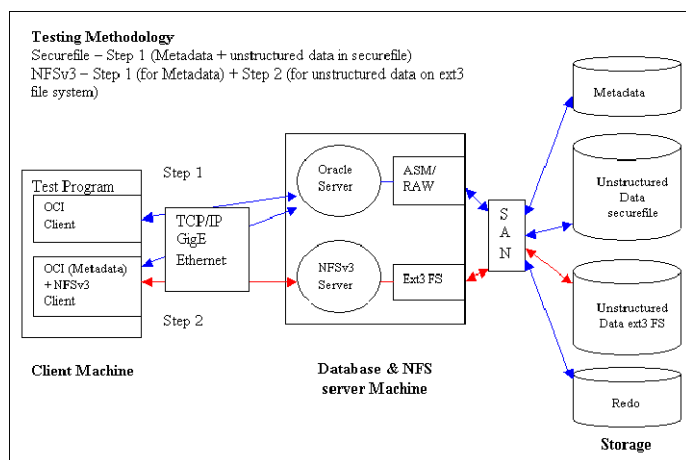 Testing Methodology
Securefile – Step 1 (Metadata + unstructured data in securefile)
NFSv3 – Step 1 (for Metadata) + Step 2 (for unstructured data on ext3
file system)
Test Program
OCI
Client
OCI (Metadata)
+ NFSv3
Client
Client Machine
Step 1
TCP/IP
GigE
Ethernet
Step 2
Oracle
Server
ASM/
RAW
NFSv3
Server
Ext3 FS
Database & NFS
server Machine
S
A
N
Metadata
Unstructured
Data
securefile
Unstructured
Data ext3 FS
Redo
Storage